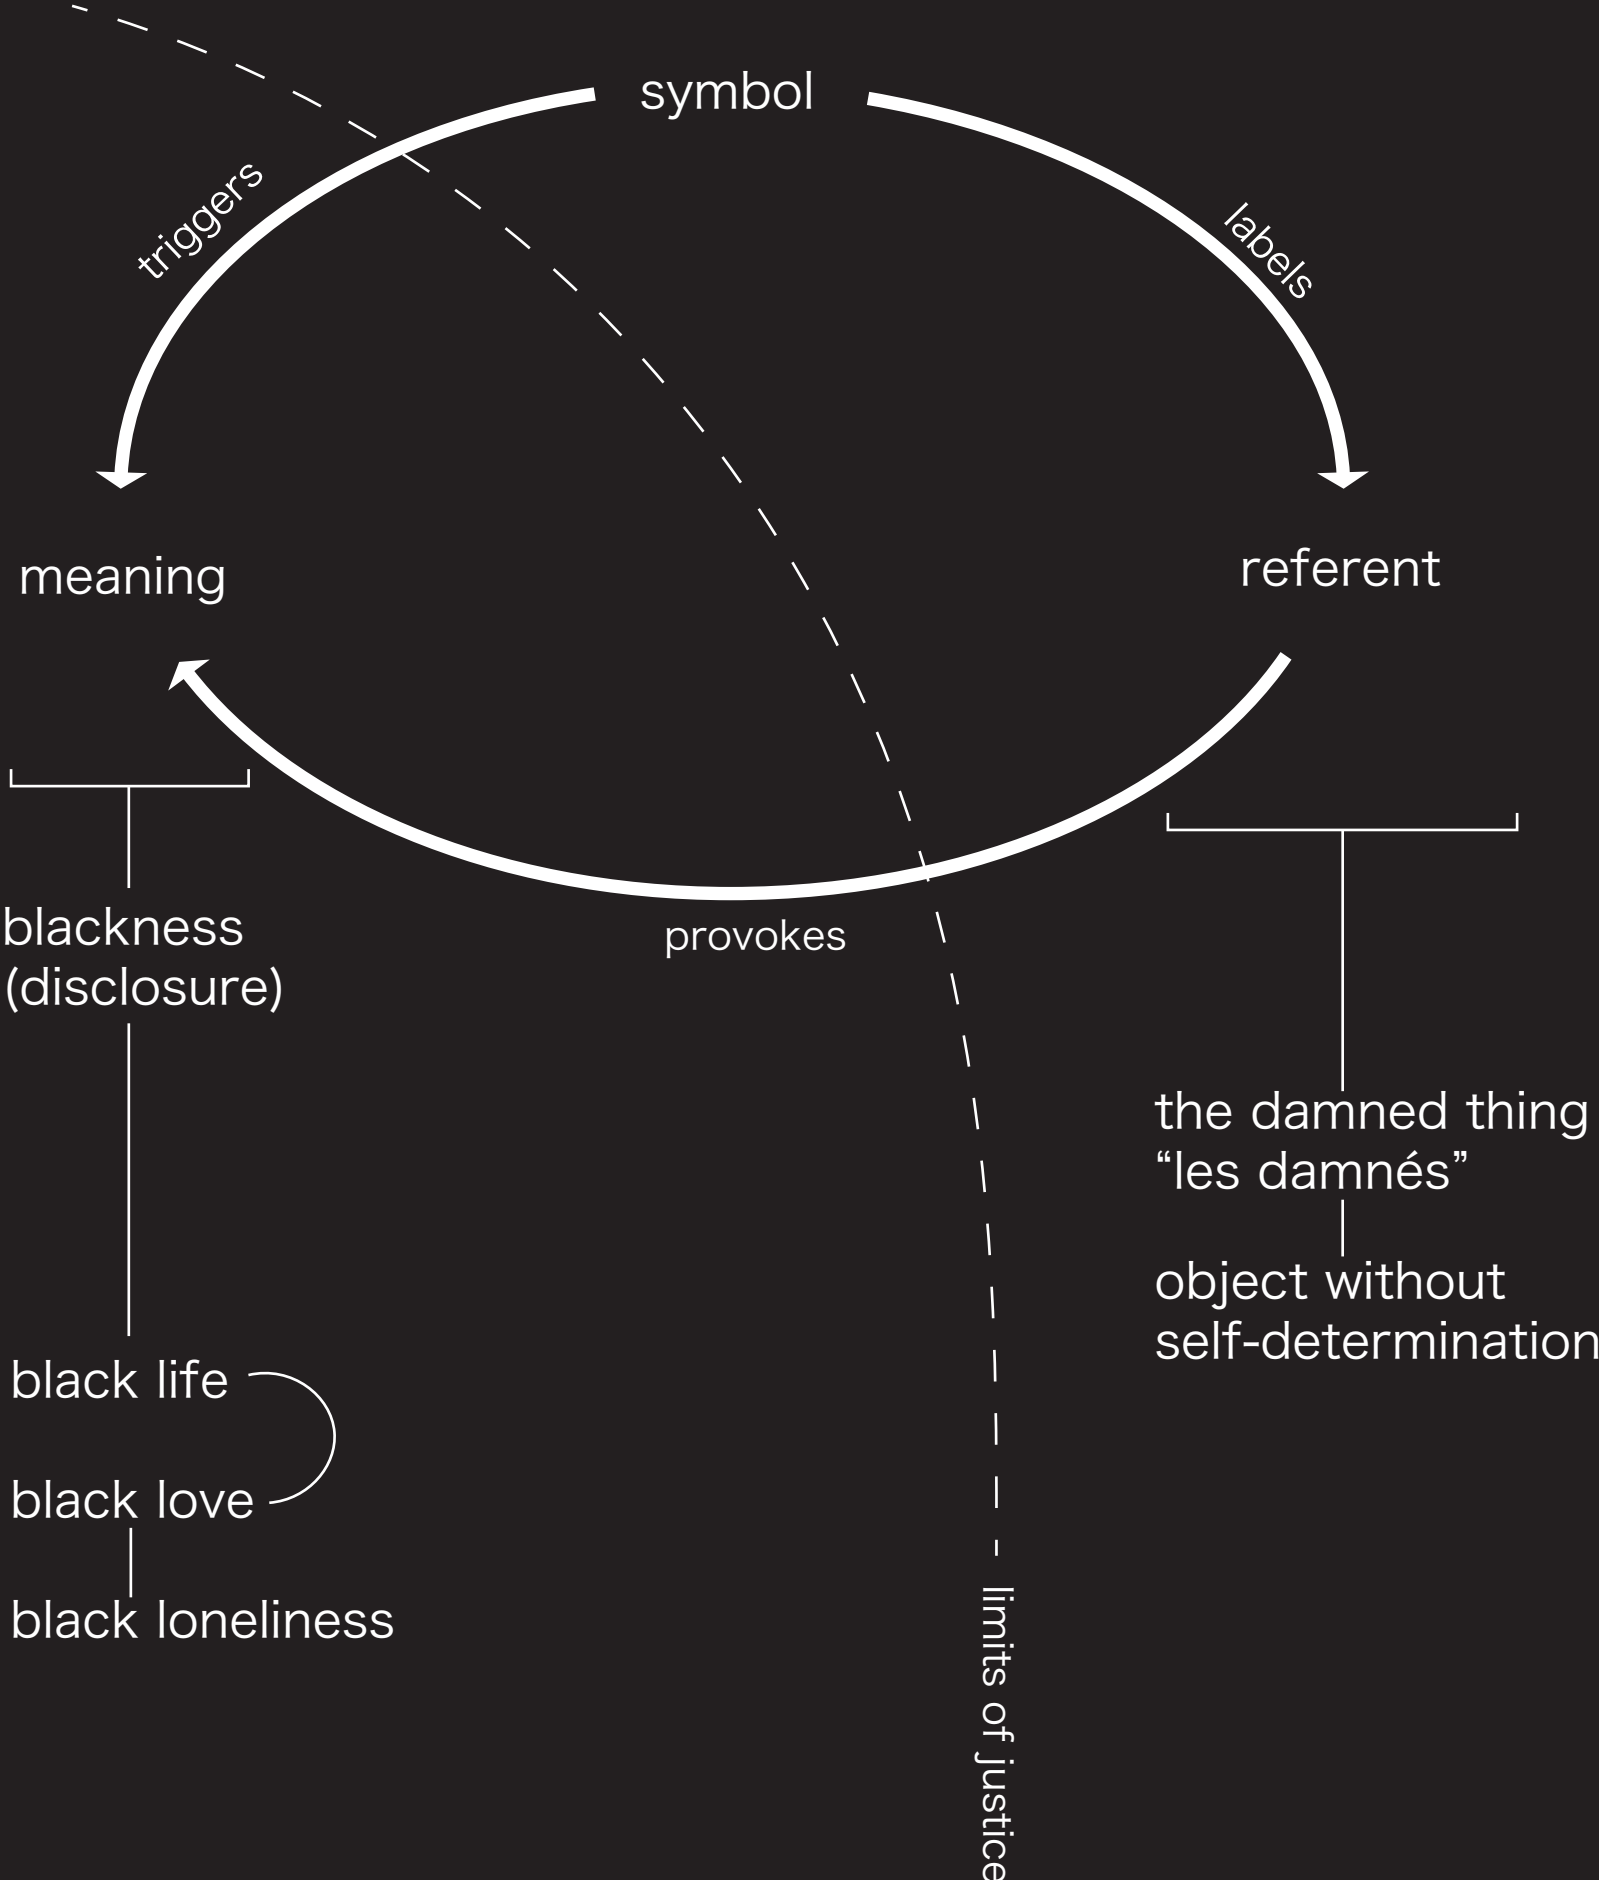 symbol
triggers
labels
meaning
referent
provokes
blackness
(disclosure)
the damned thing
“les damnés”
object without
self-determination
black life
black love
black loneliness
limits of justice